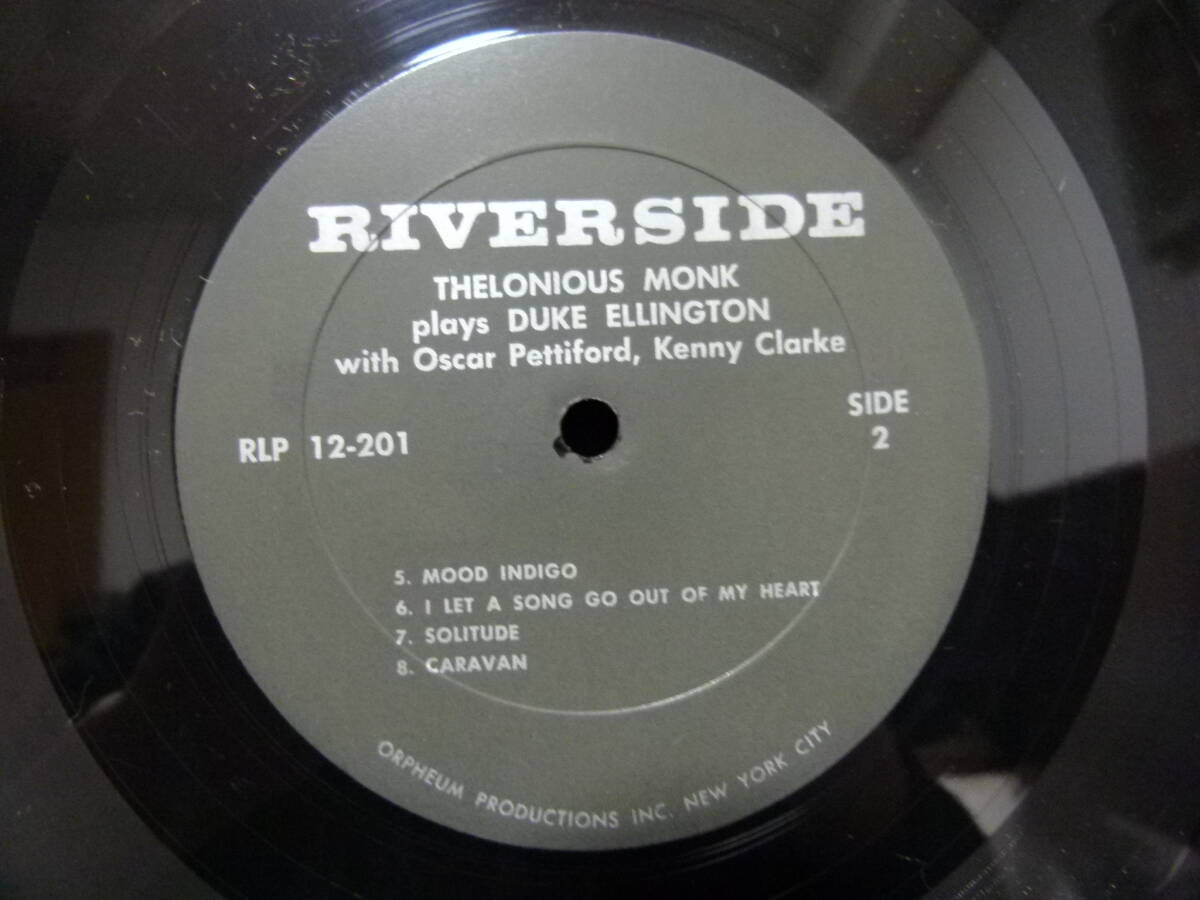 RIVERSIDE
THELONIOUS MONK
plays DUKE ELLINGTON
with Oscar Pettiford, Kenny Clarke
SIDE
2
RLP 12-201
5. MOOD INDIGO
6. I LET A SONG GO OUT OF MY HEART
7. SOLITUDE
8. CARAVAN
ORPHEUM PRODUCTIONS INC. NEW YORK CITY